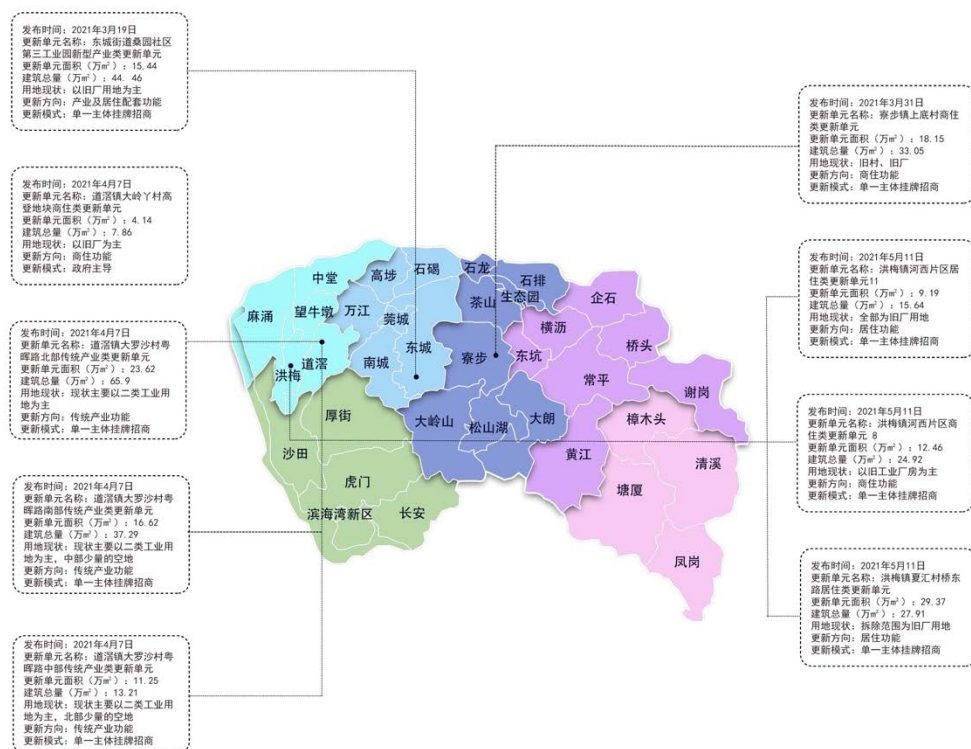 发布时间：2021年3月19日
更新单元名称：东城街道桑园社区
第三工业园新型产业类更新单元
更新单元面积（万㎡）：15.44
建筑总量（万㎡）：44.46
用地现状：以旧厂用地为主
更新方向：产业及居住配套功能
更新模式：单一主体挂牌招商
发布时间：2021年4月7日
更新单元名称：道滘镇大岭丫村高
登地块商住类更新单元
更新单元面积（万㎡）：4.14
建筑总量（万㎡）：7.86
用地现状：以旧厂为主
更新方向：商住功能
更新模式：政府主导
发布时间：2021年4月7日
更新单元名称：道滘镇大罗沙村粤
晖路北部传统产业类更新单元
更新单元面积（万㎡）：23.62
建筑总量（万㎡）：65.9
用地现状：现状主要以二类工业用
地为主
更新方向：传统产业功能
更新模式：单一主体挂牌招商
发布时间：2021年4月7日
更新单元名称：道滘镇大罗沙村粤
晖路南部传统产业类更新单元
更新单元面积（万㎡）：16.62
建筑总量（万㎡）：37.29
用地现状：现状主要以二类工业用
地为主，中部少量的空地
更新方向：传统产业功能
更新模式：单一主体挂牌招商
发布时间：2021年4月7日
更新单元名称：道滘镇大罗沙村粤
晖路中部传统产业类更新单元
更新单元面积（万㎡）：11.25
建筑总量（万㎡）：13.21
用地现状：现状主要以二类工业用
地为主，北部少量的空地
更新方向：传统产业功能
更新模式：单一主体挂牌招商
中堂
高埗
石碣
石龙
石排
麻涌
望牛墩
万江
莞城
茶山
生态园
企石
洪梅
道滘
南城
东城
寮步
横沥
东坑
桥头
常平
谢岗
厚街
大岭山
松山湖
大朗
樟木头
沙田
黄江
清溪
虎门
塘厦
滨海湾新区
长安
凤岗
发布时间：2021年3月31日
更新单元名称：寮步镇上底村商住
类更新单元
更新单元面积（万㎡）：18.15
建筑总量（万㎡）：33.05
用地现状：旧村、旧厂
更新方向：商住功能
更新模式：单一主体挂牌招商
发布时间：2021年5月11日
更新单元名称：洪梅镇河西片区居
住类更新单元11
更新单元面积（万㎡）：9.19
建筑总量（万㎡）：15.64
用地现状：全部为旧厂用地
更新方向：居住功能
更新模式：单一主体挂牌招商
发布时间：2021年5月11日
更新单元名称：洪梅镇河西片区商
住类更新单元 8
更新单元面积（万㎡）：12.46
建筑总量（万㎡）：24.92
用地现状：以旧工业厂房为主
更新方向：商住功能
更新模式：单一主体挂牌招商
发布时间：2021年5月11日
更新单元名称：洪梅镇夏汇村桥东
路居住类更新单元
更新单元面积（万㎡）：29.37
建筑总量（万㎡）：27.91
用地现状：拆除范围为旧厂用地
更新方向：居住功能
更新模式：单一主体挂牌招商